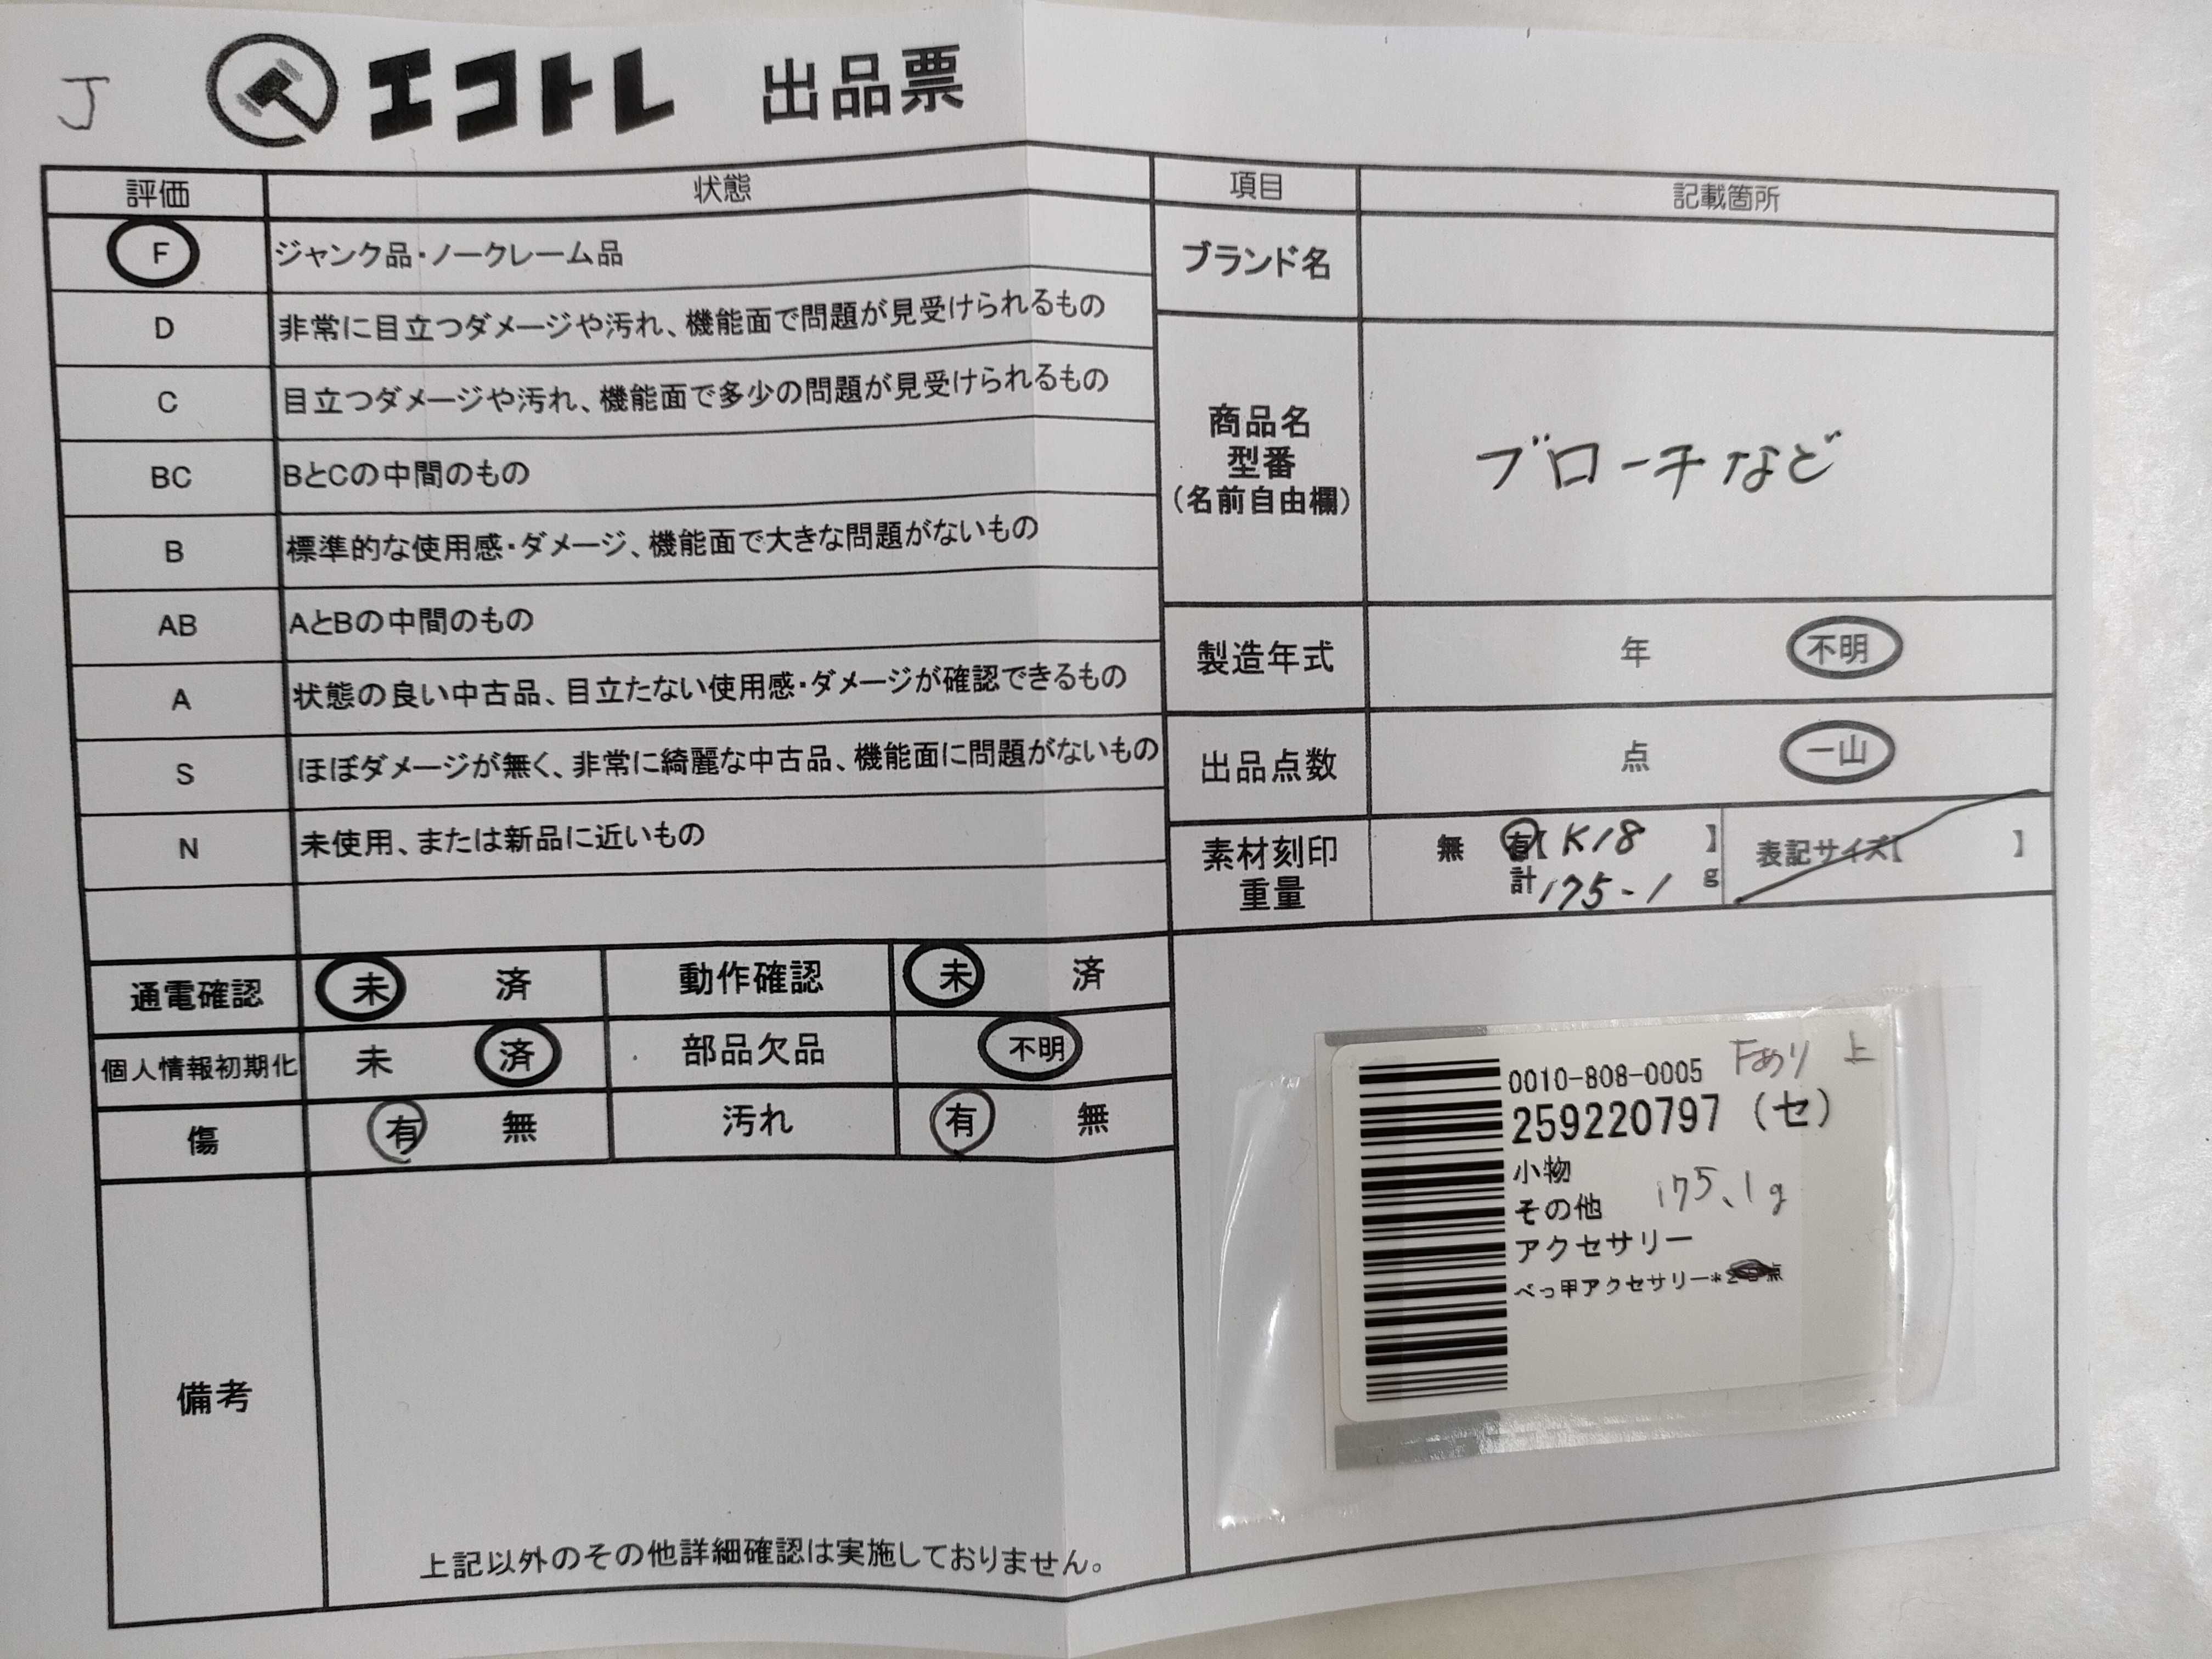 J
エコトレ 出品票
評価 状態
F ジャンク品・ノークレーム品
D 非常に目立つダメージや汚れ、機能面で問題が見受けられるもの
C 目立つダメージや汚れ、機能面で多少の問題が見受けられるもの
BC BとCの中間のもの
B 標準的な使用感・ダメージ、機能面で大きな問題がないもの
AB AとBの中間のもの
A 状態の良い中古品、目立たない使用感・ダメージが確認できるもの
S ほぼダメージが無く、非常に綺麗な中古品、機能面に問題がないもの
N 未使用、または新品に近いもの
通電確認 未 済 動作確認 未 済
個人情報初期化 未 済 部品欠品 不明
傷 有 無 汚れ 有 無
備考
上記以外のその他詳細確認は実施しておりません。
項目 記載箇所
ブランド名
商品名
型番
(名前自由欄)
ブローチなど
製造年式 年 不明
出品点数 点 一山
素材刻印
重量
無 有【K18 】
計175-1 g
表記サイズ【 】
0010-808-0005 Fあり 上
259220797 (セ)
小物
その他 175.1g
アクセサリー
べっ甲アクセサリー* 点